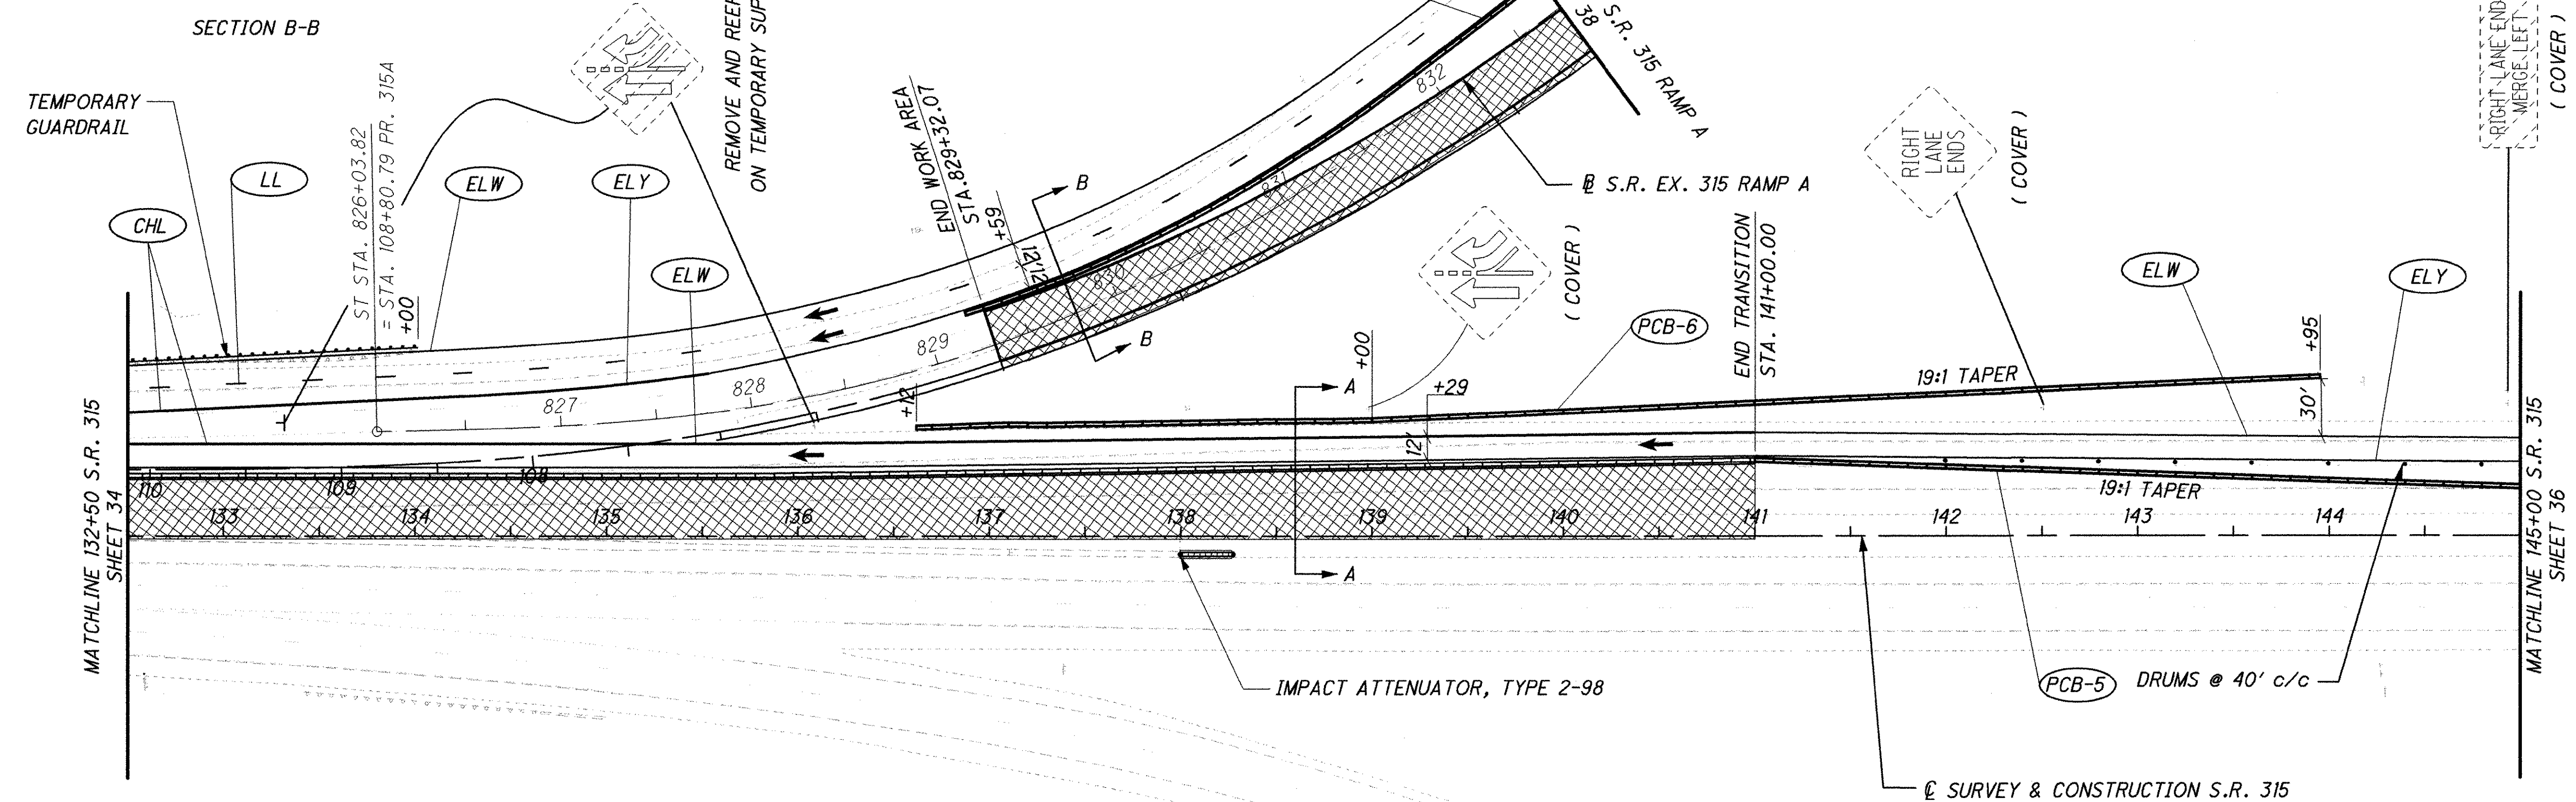 SECTION B-B
TEMPORARY
GUARDRAIL
CHL
LL
ST STA. 826+03.82
= STA. 108+80.79 PR. 315A
+00
ELW
ELY
ELW
REMOVE AND
ON TEMPORARY
END WORK AREA
STA.829+32.07
+59
12'
12'
B
B
S.R. 315 RAMP A
38
832
831
830
829
828
827
℄ S.R. EX. 315 RAMP A
( COVER )
RIGHT
LANE
ENDS
( COVER )
RIGHT LANE END
MERGE LEFT
( COVER )
PCB-6
END TRANSITION
STA. 141+00.00
ELW
ELY
+12
+00
+29
12'
A
A
19:1 TAPER
+95
30'
19:1 TAPER
MATCHLINE 132+50 S.R. 315
SHEET 34
110
109
108
133
134
135
136
137
138
139
140
141
142
143
144
MATCHLINE 145+00 S.R. 315
SHEET 36
IMPACT ATTENUATOR, TYPE 2-98
PCB-5
DRUMS @ 40' c/c
℄ SURVEY & CONSTRUCTION S.R. 315